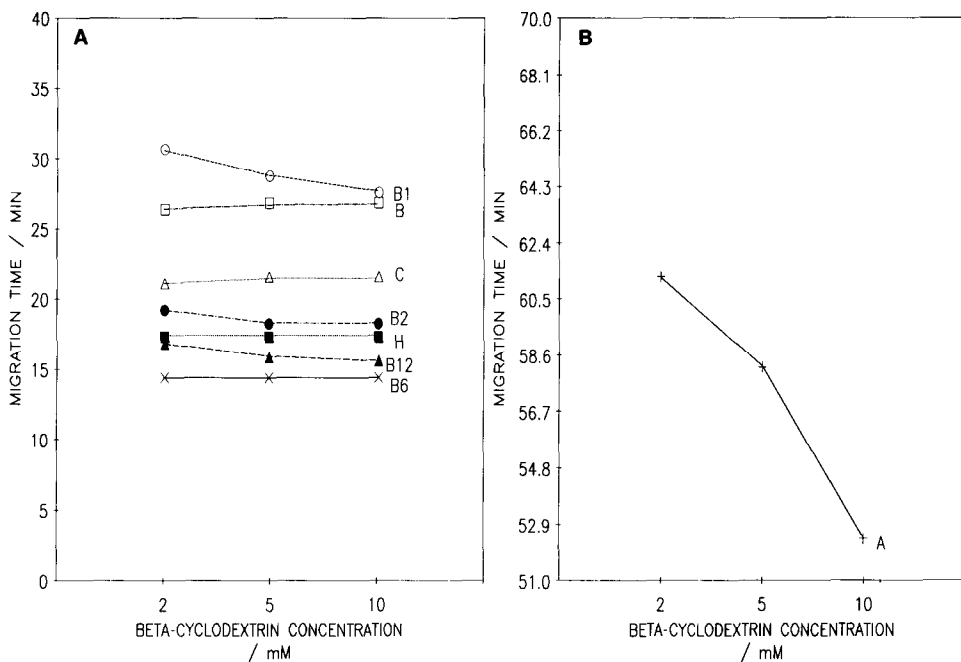 A
40
35
30
25
20
15
10
5
0
MIGRATION TIME / MIN
B1
B
C
B2
H
B12
B6
2 5 10
BETA-CYCLODEXTRIN CONCENTRATION
/ mM
B
70.0
68.1
66.2
64.3
62.4
60.5
58.6
56.7
54.8
52.9
51.0
MIGRATION TIME / MIN
A
2 5 10
BETA-CYCLODEXTRIN CONCENTRATION
/ mM